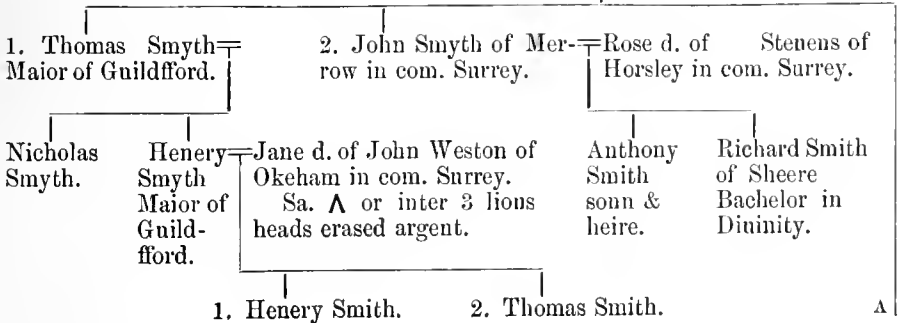 1. Thomas Smyth
Maior of Guildfford.
2. John Smyth of Mer-
row in com. Surrey.
Rose d. of Steuens of
Horsley in com. Surrey.
Nicholas
Smyth.
Henery
Smyth
Maior of
Guild-
fford.
Jane d. of John Weston of
Okeham in com. Surrey.
Sa. Λ or inter 3 lions
heads erased argent.
Anthony
Smith
sonn &
heire.
Richard Smith
of Sheere
Bachelor in
Diuinity.
1. Henery Smith.
2. Thomas Smith.
A